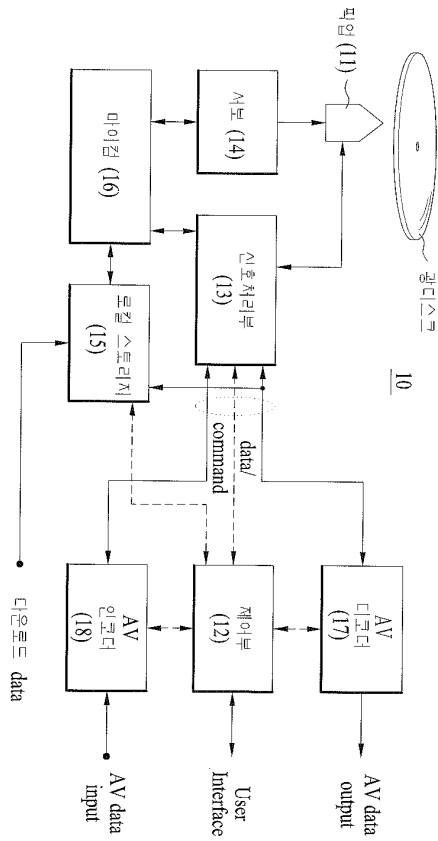 10
광디스크
픽업 (11)
서보
(14)
마이컴
(16)
신호처리부
(13)
로컬 스토리지
(15)
data/
command
AV
디코더
(17)
제어부
(12)
AV
인코더
(18)
AV data
output
User
Interface
AV data
input
다운로드 data